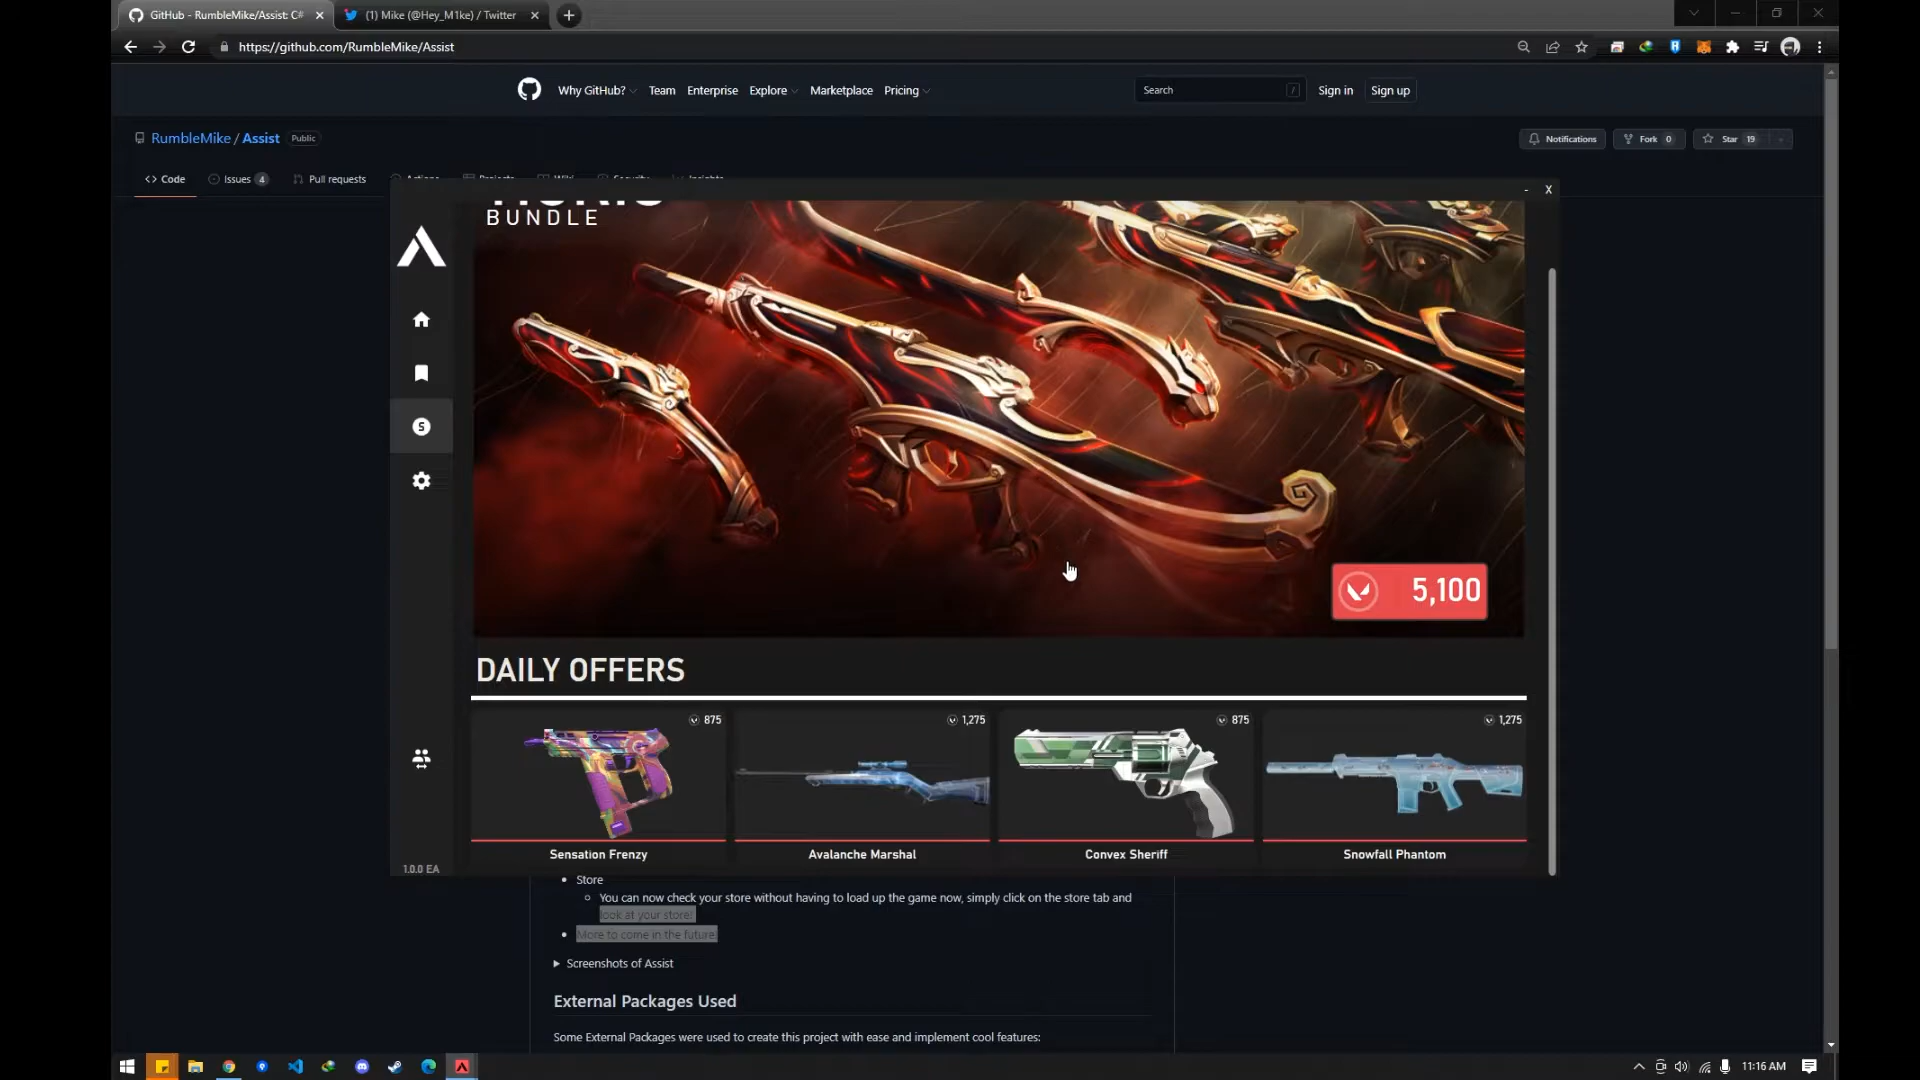 GitHub - RumbleMike/Assist: C#
(1) Mike (@Hey_M1ke) / Twitter
https://github.com/RumbleMike/Assist
Why GitHub?
Team
Enterprise
Explore
Marketplace
Pricing
Search
/
Sign in
Sign up
RumbleMike / Assist
Public
Notifications
Fork 0
Star 19
Code
Issues 4
Pull requests
X
BUNDLE
S
5,100
DAILY OFFERS
875
1,275
875
1,275
Sensation Frenzy
Avalanche Marshal
Convex Sheriff
Snowfall Phantom
1.0.0 EA
Store
You can now check your store without having to load up the game now, simply click on the store tab and
look at your store!
More to come in the future!
Screenshots of Assist
External Packages Used
Some External Packages were used to create this project with ease and implement cool features:
11:16 AM